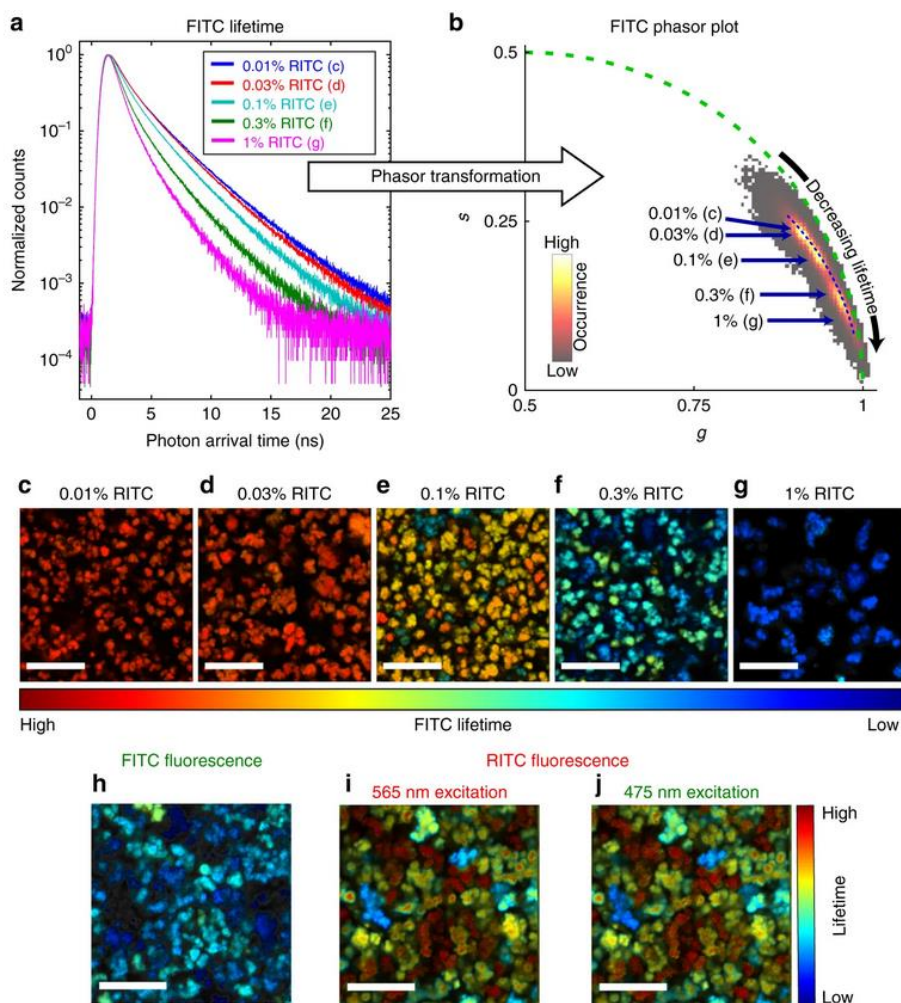 a
FITC lifetime
10⁰
10⁻¹
10⁻²
10⁻³
10⁻⁴
Normalized counts
0.01% RITC (c)
0.03% RITC (d)
0.1% RITC (e)
0.3% RITC (f)
1% RITC (g)
0
5
10
15
20
25
Photon arrival time (ns)
Phasor transformation
b
FITC phasor plot
0.5
0.25
0
s
0.5
0.75
1
g
Decreasing lifetime
0.01% (c)
0.03% (d)
0.1% (e)
0.3% (f)
1% (g)
High
Occurrence
Low
c
0.01% RITC
d
0.03% RITC
e
0.1% RITC
f
0.3% RITC
g
1% RITC
High
FITC lifetime
Low
FITC fluorescence
RITC fluorescence
h
i
565 nm excitation
j
475 nm excitation
High
Lifetime
Low